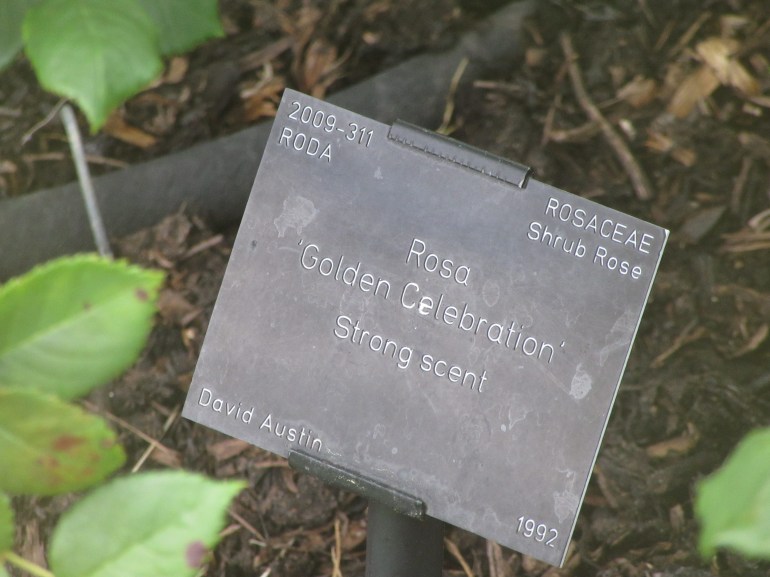 2009-311
RODA
ROSACEAE
Shrub Rose
Rosa
'Golden Celebration'
Strong scent
David Austin
1992